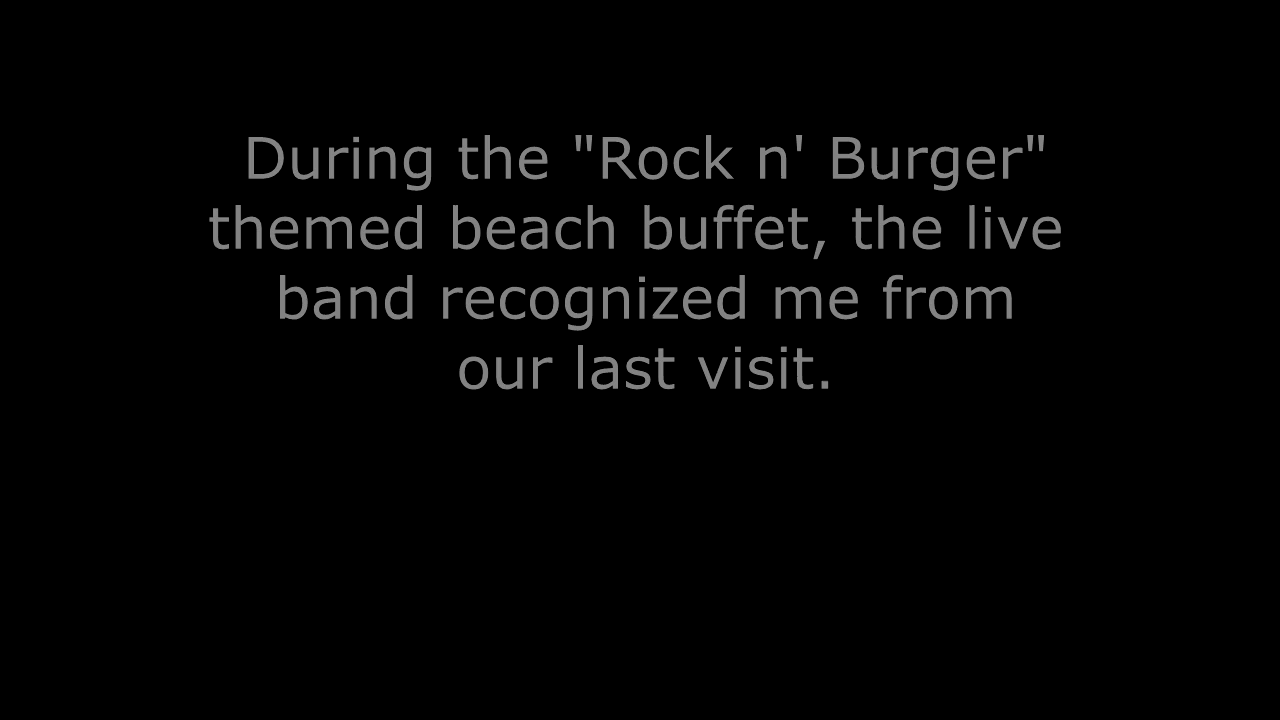 During the "Rock n' Burger"
themed beach buffet, the live
band recognized me from
our last visit.